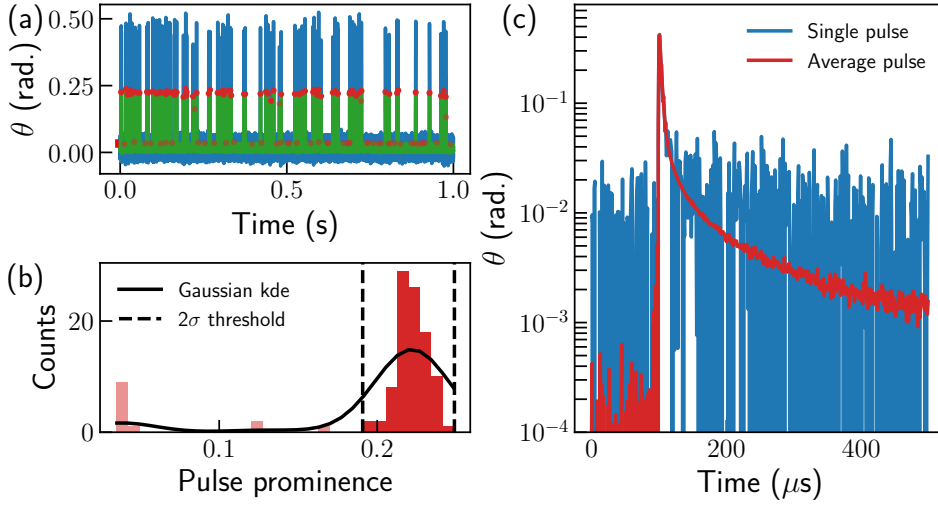 (a)
θ (rad.)
0.50
0.25
0.00
0.0
0.5
1.0
Time (s)
(b)
Counts
20
0
Gaussian kde
2σ threshold
0.1
0.2
Pulse prominence
(c)
θ (rad.)
10⁻¹
10⁻²
10⁻³
10⁻⁴
Single pulse
Average pulse
0
200
400
Time (μs)